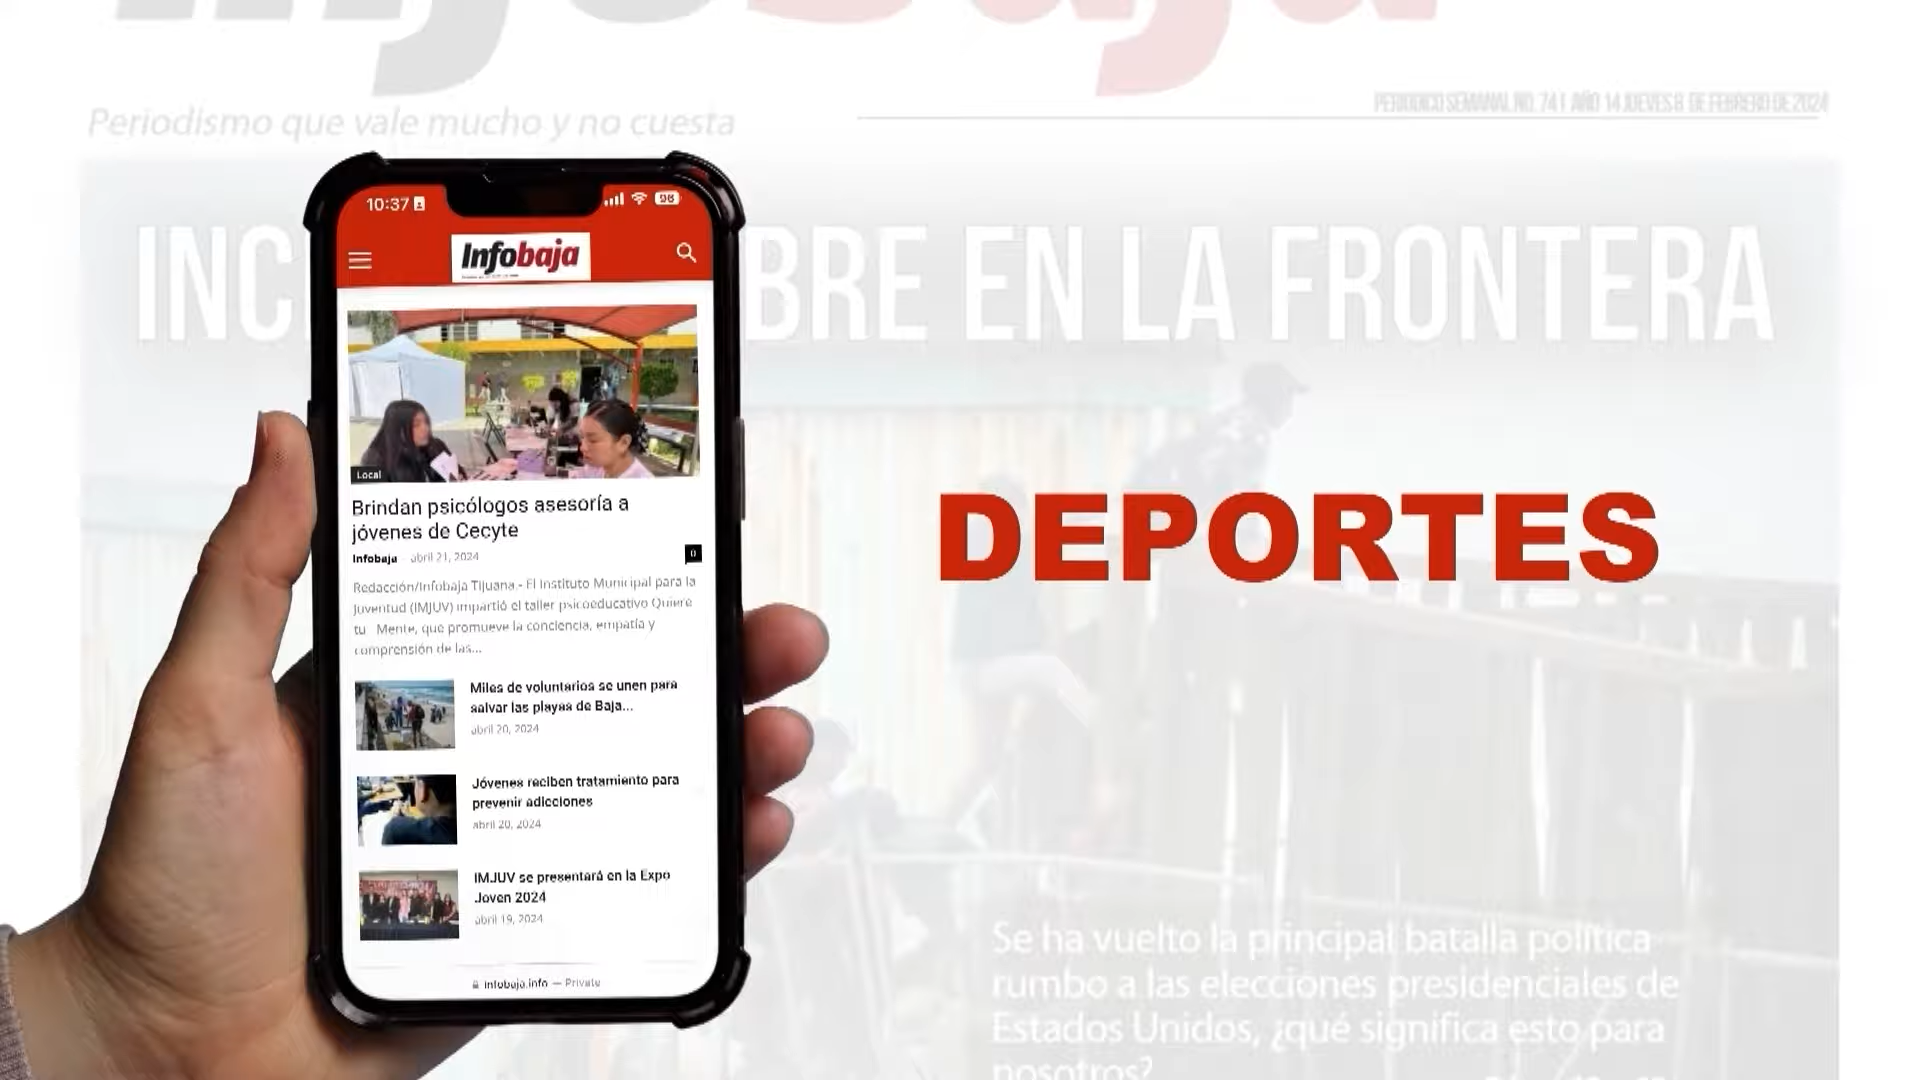 Infobaja
Periodismo que vale mucho y no cuesta
PERIODICO SEMANAL NO. 741 AÑO 14 JUEVES 8 DE FEBRERO DE 2024
INC BRE EN LA FRONTERA
10:37
96
Infobaja
Local
Brindan psicólogos asesoría a
jóvenes de Cecyte
Infobaja abril 21, 2024
0
Redacción/Infobaja Tijuana.- El Instituto Municipal para la
Juventud (IMJUV) impartió el taller psicoeducativo Quiere
tu Mente, que promueve la conciencia, empatía y
comprensión de las...
Miles de voluntarios se unen para
salvar las playas de Baja...
abril 20, 2024
Jóvenes reciben tratamiento para
prevenir adicciones
abril 20, 2024
IMJUV se presentará en la Expo
Joven 2024
abril 19, 2024
infobaja.info — Private
DEPORTES
Se ha vuelto la principal batalla política
rumbo a las elecciones presidenciales de
Estados Unidos, ¿qué significa esto para
nosotros?